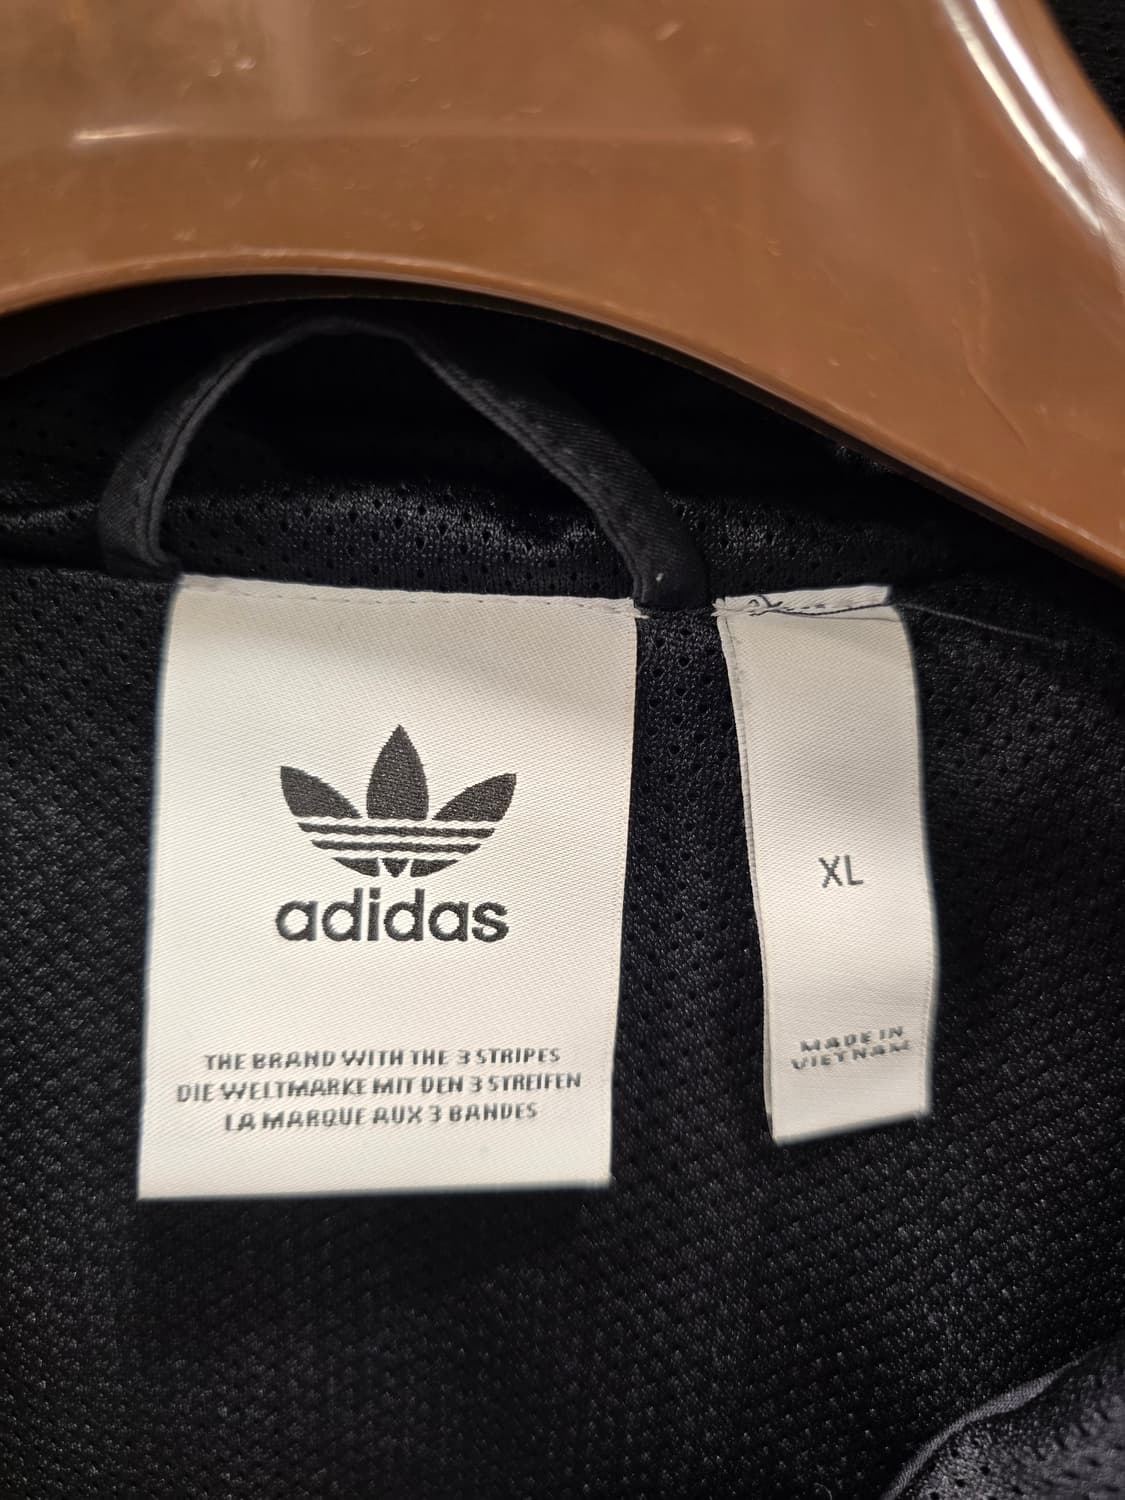 adidas
THE BRAND WITH THE 3 STRIPES
DIE WELTMARKE MIT DEN 3 STREIFEN
LA MARQUE AUX 3 BANDES
XL
MADE IN
VIETNAM